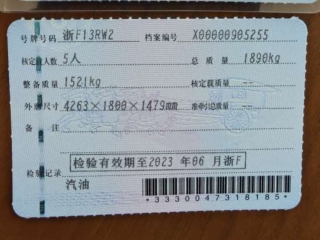 号牌号码 浙F13RW2 档案编号 X00000905255
核定载人数 5人 总质量 1890kg
整备质量 1521kg 核定载质量 --
外廓尺寸 4263×1800×1479mm 准牵引总质量 --
备注
检验有效期至2023 年 06 月浙F
检验记录
汽油
*3330047318185*